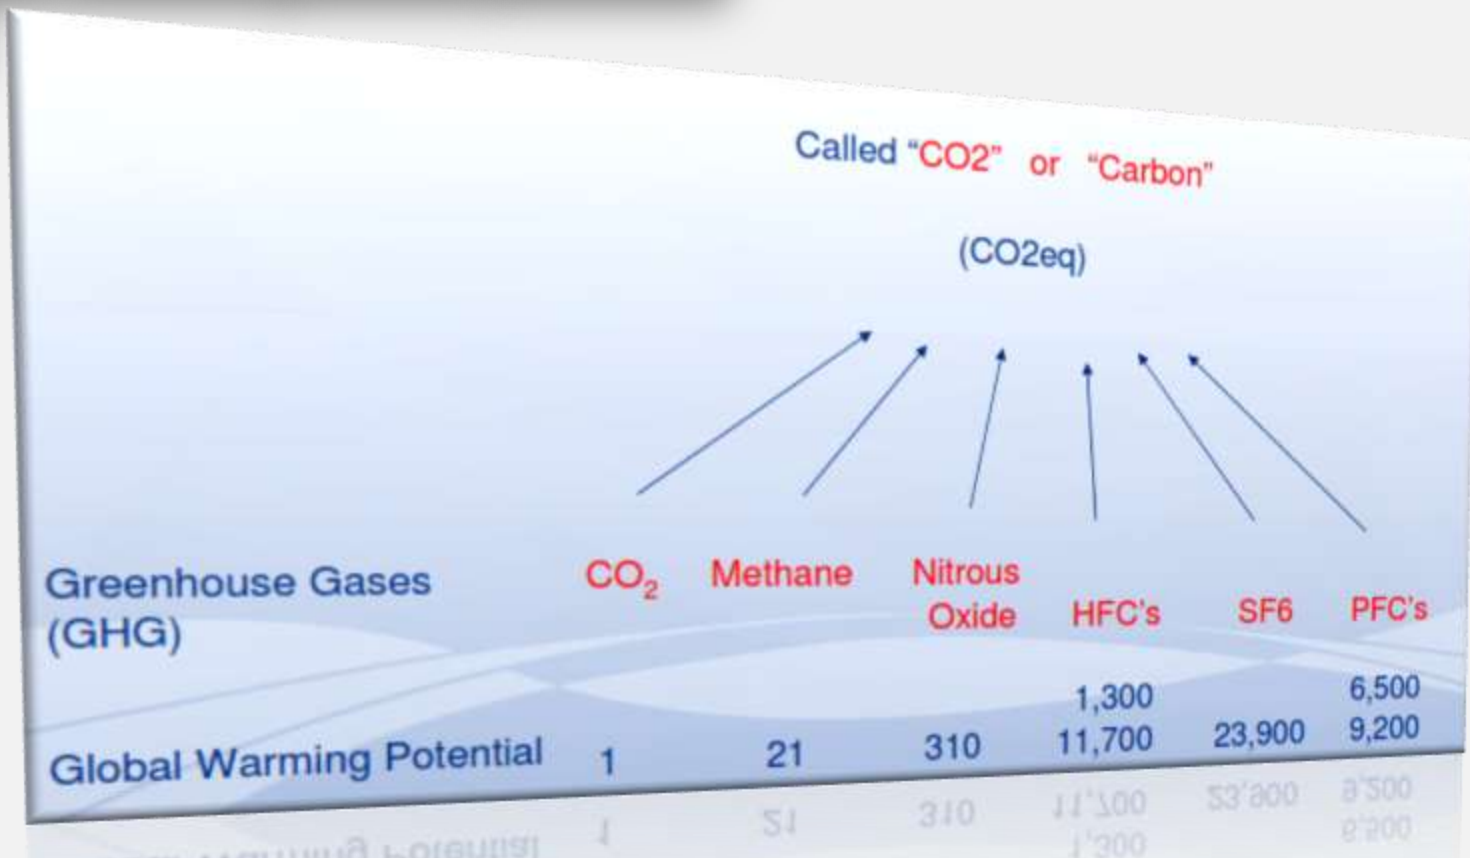 Called “CO2” or “Carbon”
(CO2eq)
Greenhouse Gases
(GHG)
CO₂
Methane
Nitrous
Oxide
HFC's
SF6
PFC's
Global Warming Potential
1
21
310
1,300
11,700
23,900
6,500
9,200